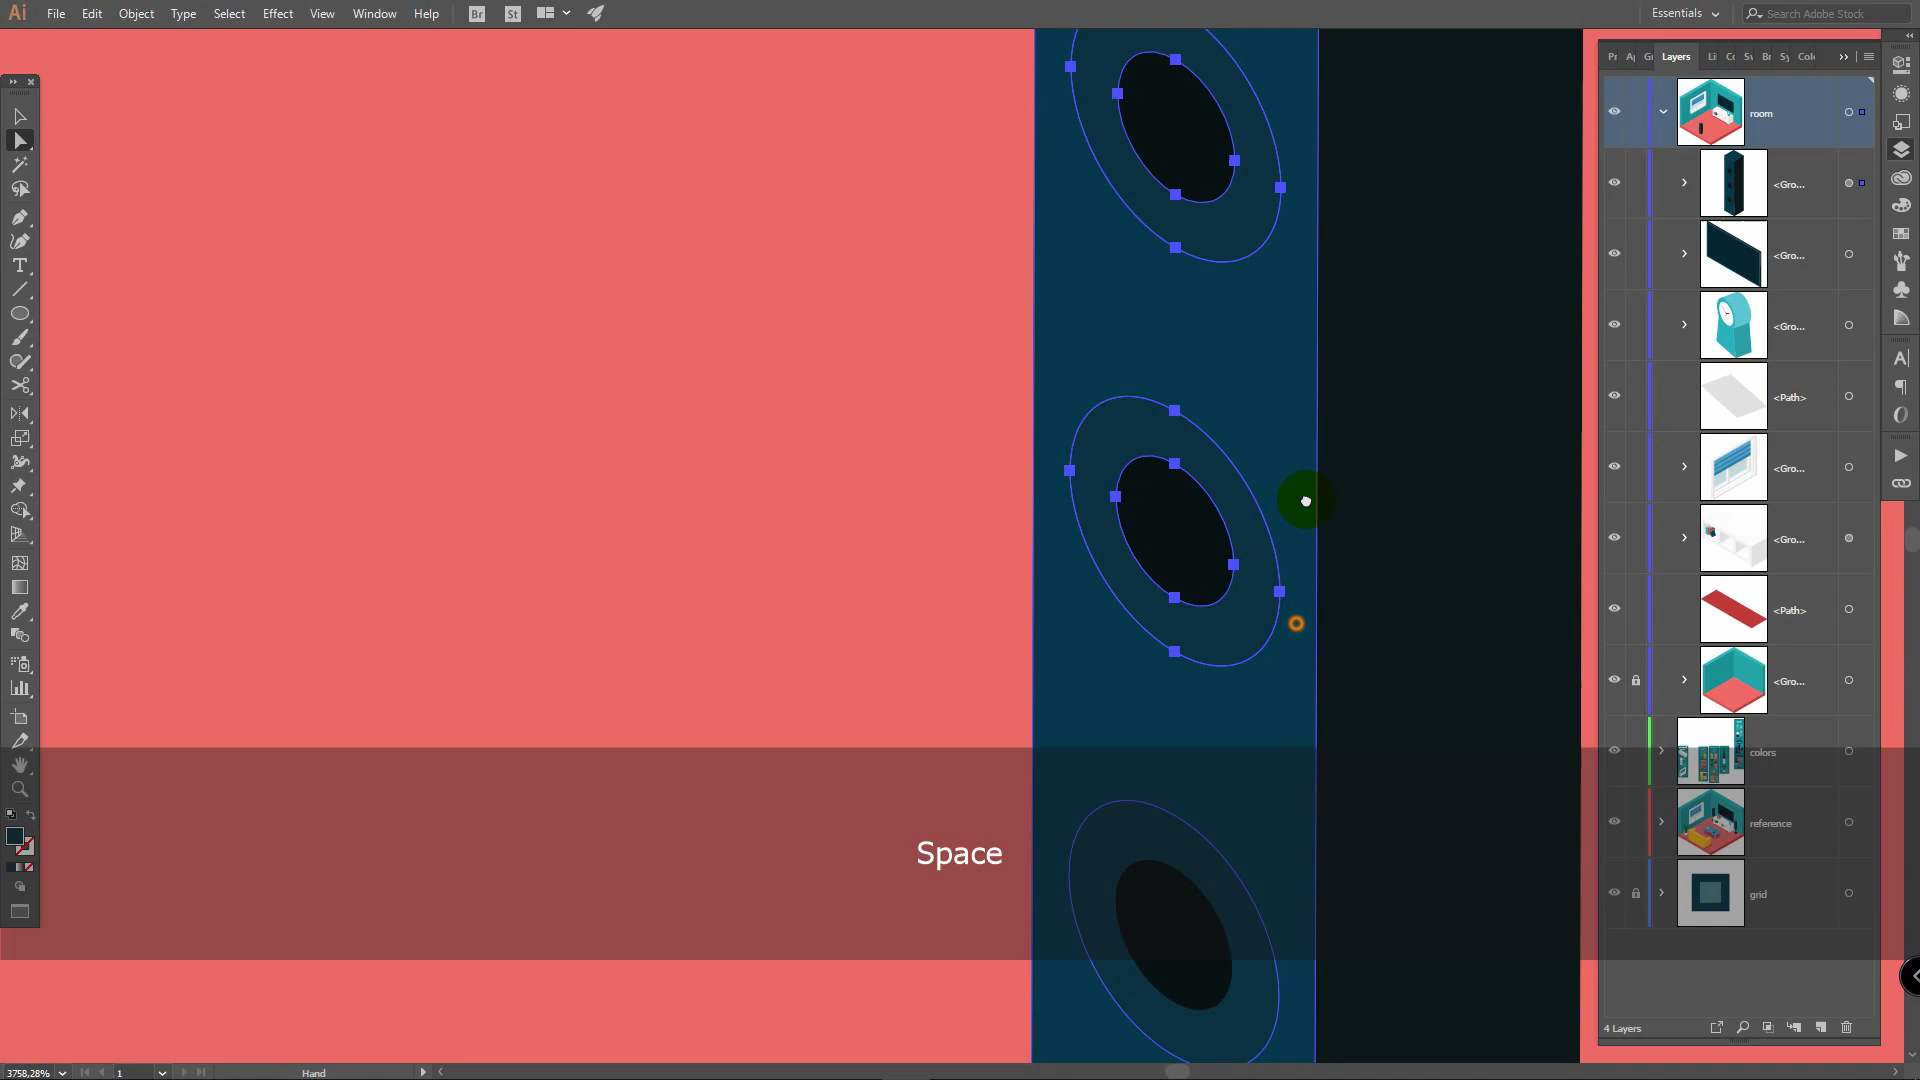 Ai File Edit Object Type Select Effect View Window Help Br St Essentials Search Adobe Stock
Layers Col
room
<Gro...
<Gro...
<Gro...
<Path>
<Gro...
<Gro...
<Path>
<Gro...
colors
reference
grid
Space
4 Layers
3758,28% 1 Hand